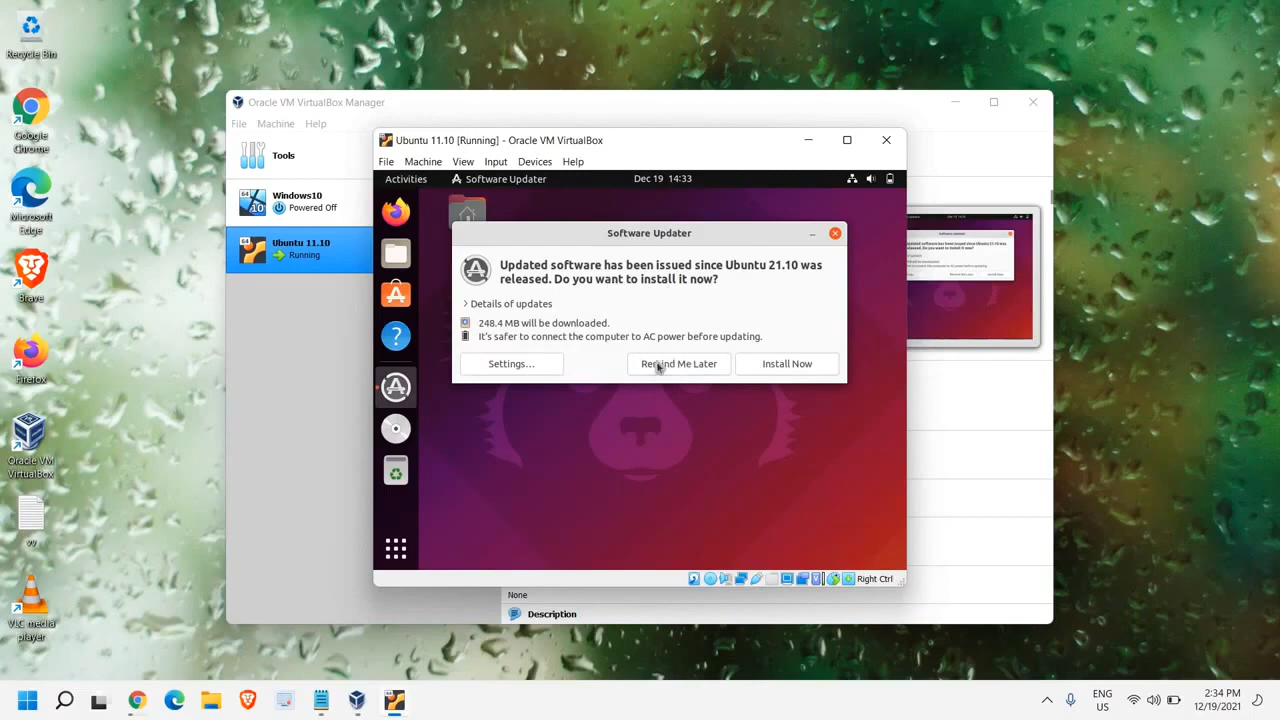 Recycle Bin
Google
Chrome
Microsoft
Edge
Brave
Firefox
Oracle VM
VirtualBox
vv
VLC media
player
Oracle VM VirtualBox Manager
File Machine Help
Tools
64
10
Windows10
Powered Off
64
Ubuntu 11.10
Running
Ubuntu 11.10 [Running] - Oracle VM VirtualBox
File Machine View Input Devices Help
Activities Software Updater Dec 19 14:33
Software Updater
Updated software has been issued since Ubuntu 21.10 was
released. Do you want to install it now?
Details of updates
248.4 MB will be downloaded.
It's safer to connect the computer to AC power before updating.
Settings... Remind Me Later Install Now
Right Ctrl
None
Description
ENG
US
2:34 PM
12/19/2021